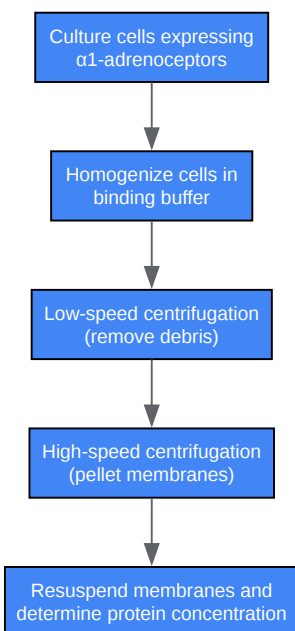 Culture cells expressing
α1-adrenoceptors
Homogenize cells in
binding buffer
Low-speed centrifugation
(remove debris)
High-speed centrifugation
(pellet membranes)
Resuspend membranes and
determine protein concentration